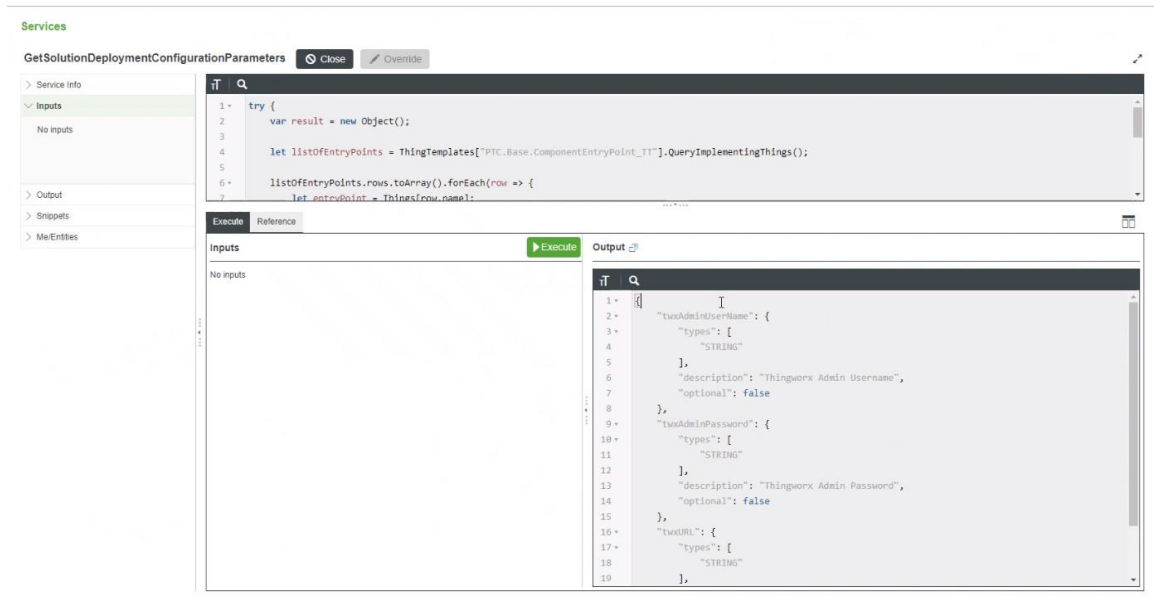 Services
GetSolutionDeploymentConfigurationParameters Close Override
Service Info
Inputs
No inputs
Output
Snippets
Me/Entities
1 try {
2 var result = new Object();
3
4 let listOfEntryPoints = ThingTemplates["PTC.Base.ComponentEntryPoint_TT"].QueryImplementingThings();
5
6 listOfEntryPoints.rows.toArray().forEach(row => {
7 let entryPoint = Things[row.name];
Execute Reference
Inputs Execute
No inputs
Output
1 {
2 "twxAdminUserName": {
3 "types": [
4 "STRING"
5 ],
6 "description": "Thingworx Admin Username",
7 "optional": false
8 },
9 "twxAdminPassword": {
10 "types": [
11 "STRING"
12 ],
13 "description": "Thingworx Admin Password",
14 "optional": false
15 },
16 "twxURL": {
17 "types": [
18 "STRING"
19 ],